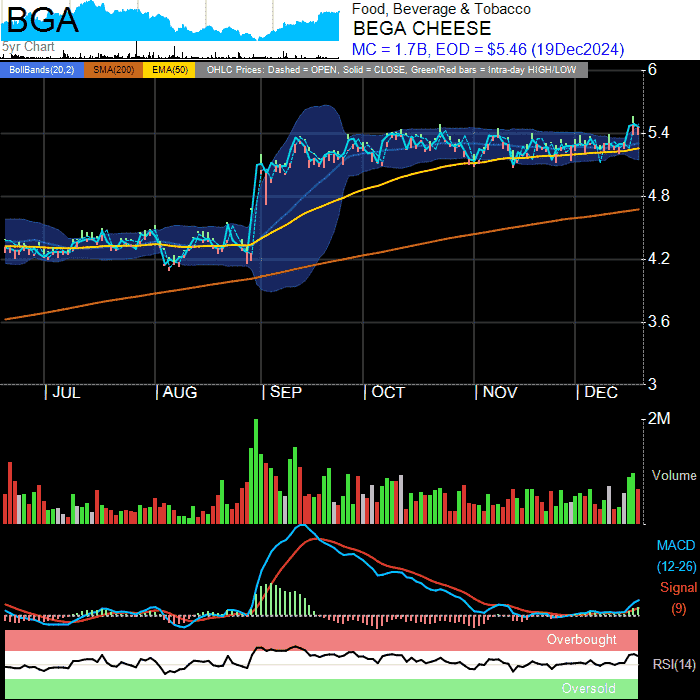 BGA
Food, Beverage & Tobacco
BEGA CHEESE
5yr Chart
MC = 1.7B, EOD = $5.46 (19Dec2024)
BollBands(20,2) SMA(200) EMA(50) OHLC Prices: Dashed = OPEN, Solid = CLOSE, Green/Red bars = Intra-day HIGH/LOW
6
5.4
4.8
4.2
3.6
3
| JUL | AUG | SEP | OCT | NOV | DEC
2M
Volume
MACD
(12-26)
Signal
(9)
Overbought
RSI(14)
Oversold